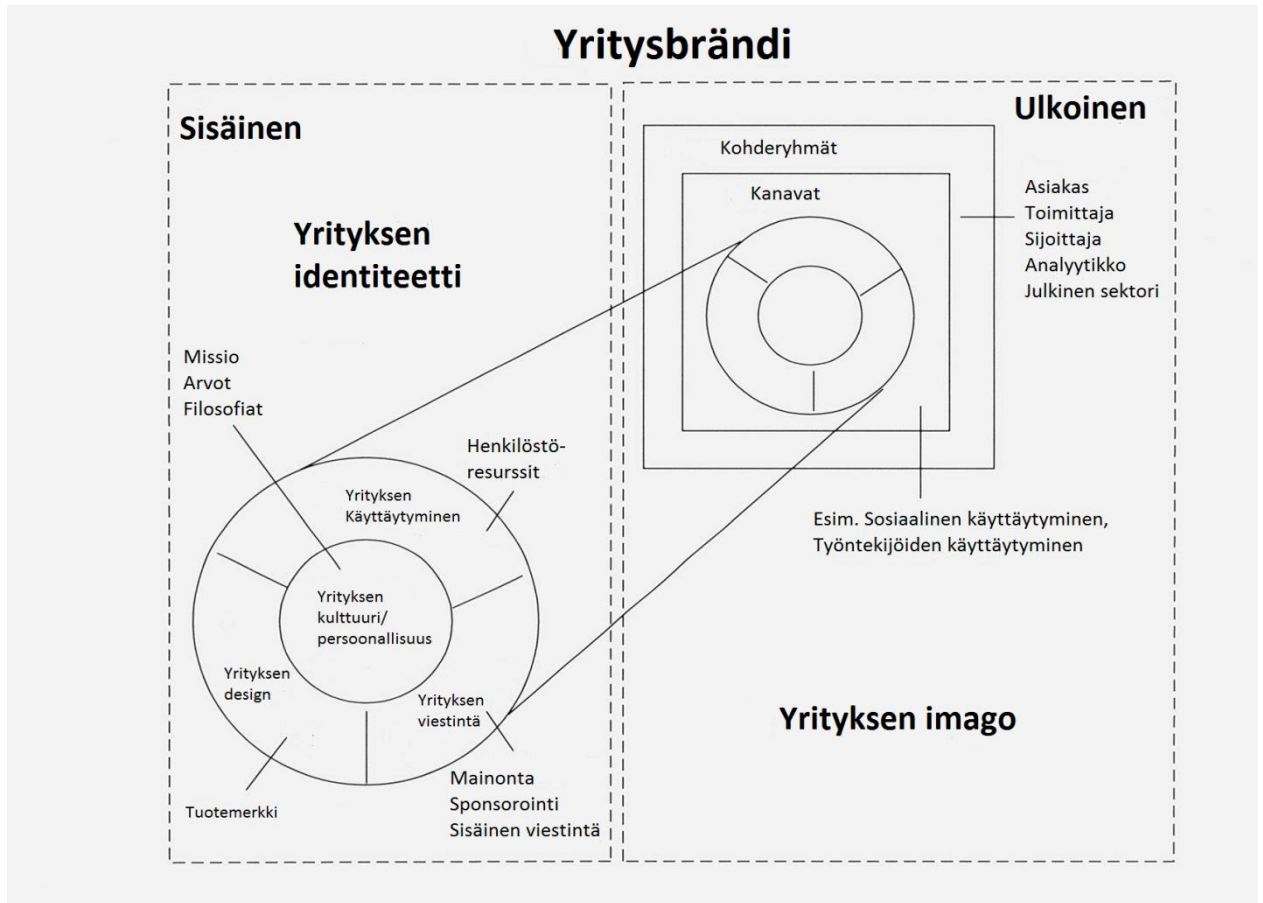 Yritysbrändi
Sisäinen
Yrityksen
identiteetti
Missio
Arvot
Filosofiat
Henkilöstö-
resurssit
Yrityksen
Käyttäytyminen
Yrityksen
kulttuuri/
persoonallisuus
Yrityksen
design
Yrityksen
viestintä
Tuotemerkki
Mainonta
Sponsorointi
Sisäinen viestintä
Ulkoinen
Kohderyhmät
Kanavat
Asiakas
Toimittaja
Sijoittaja
Analyytikko
Julkinen sektori
Esim. Sosiaalinen käyttäytyminen,
Työntekijöiden käyttäytyminen
Yrityksen imago